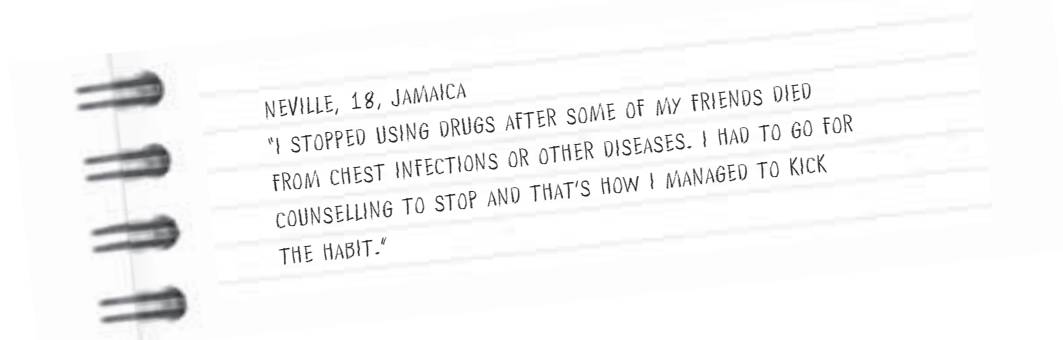 NEVILLE, 18, JAMAICA
"I STOPPED USING DRUGS AFTER SOME OF MY FRIENDS DIED
FROM CHEST INFECTIONS OR OTHER DISEASES. I HAD TO GO FOR
COUNSELLING TO STOP AND THAT'S HOW I MANAGED TO KICK
THE HABIT."